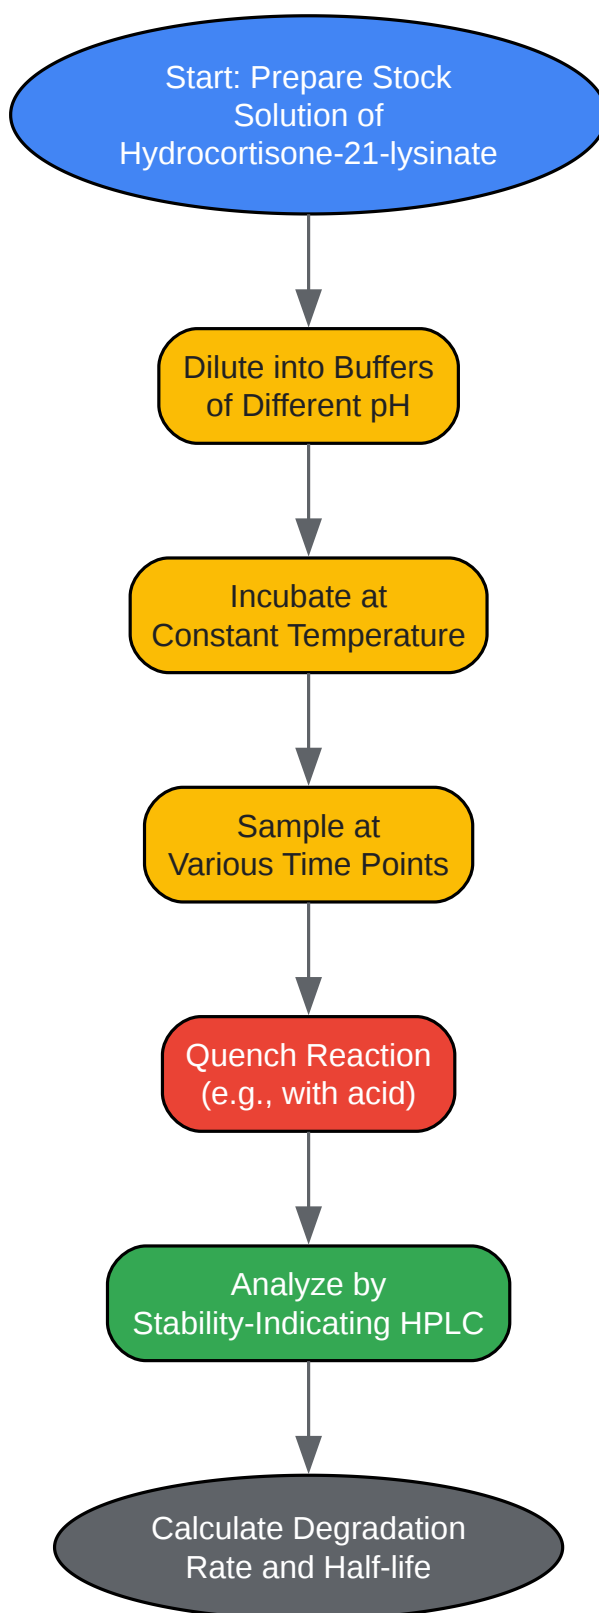 Start: Prepare Stock
Solution of
Hydrocortisone-21-lysinate
Dilute into Buffers
of Different pH
Incubate at
Constant Temperature
Sample at
Various Time Points
Quench Reaction
(e.g., with acid)
Analyze by
Stability-Indicating HPLC
Calculate Degradation
Rate and Half-life